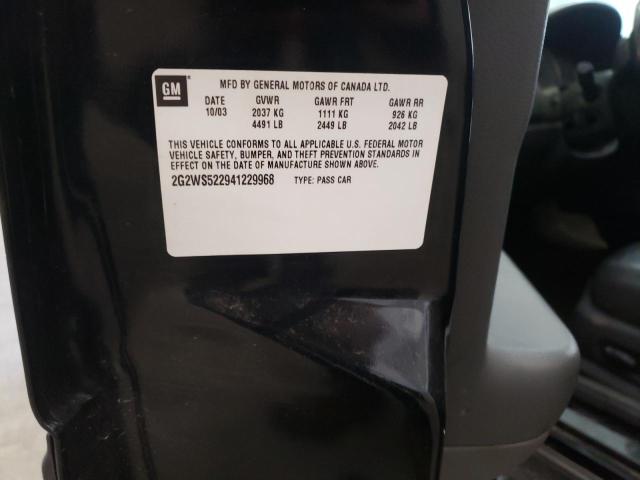 GM
MFD BY GENERAL MOTORS OF CANADA LTD.
DATE GVWR GAWR FRT GAWR RR
10/03 2037 KG 1111 KG 926 KG
4491 LB 2449 LB 2042 LB
THIS VEHICLE CONFORMS TO ALL APPLICABLE U.S. FEDERAL MOTOR
VEHICLE SAFETY, BUMPER, AND THEFT PREVENTION STANDARDS IN
EFFECT ON THE DATE OF MANUFACTURE SHOWN ABOVE.
2G2WS522941229968 TYPE: PASS CAR